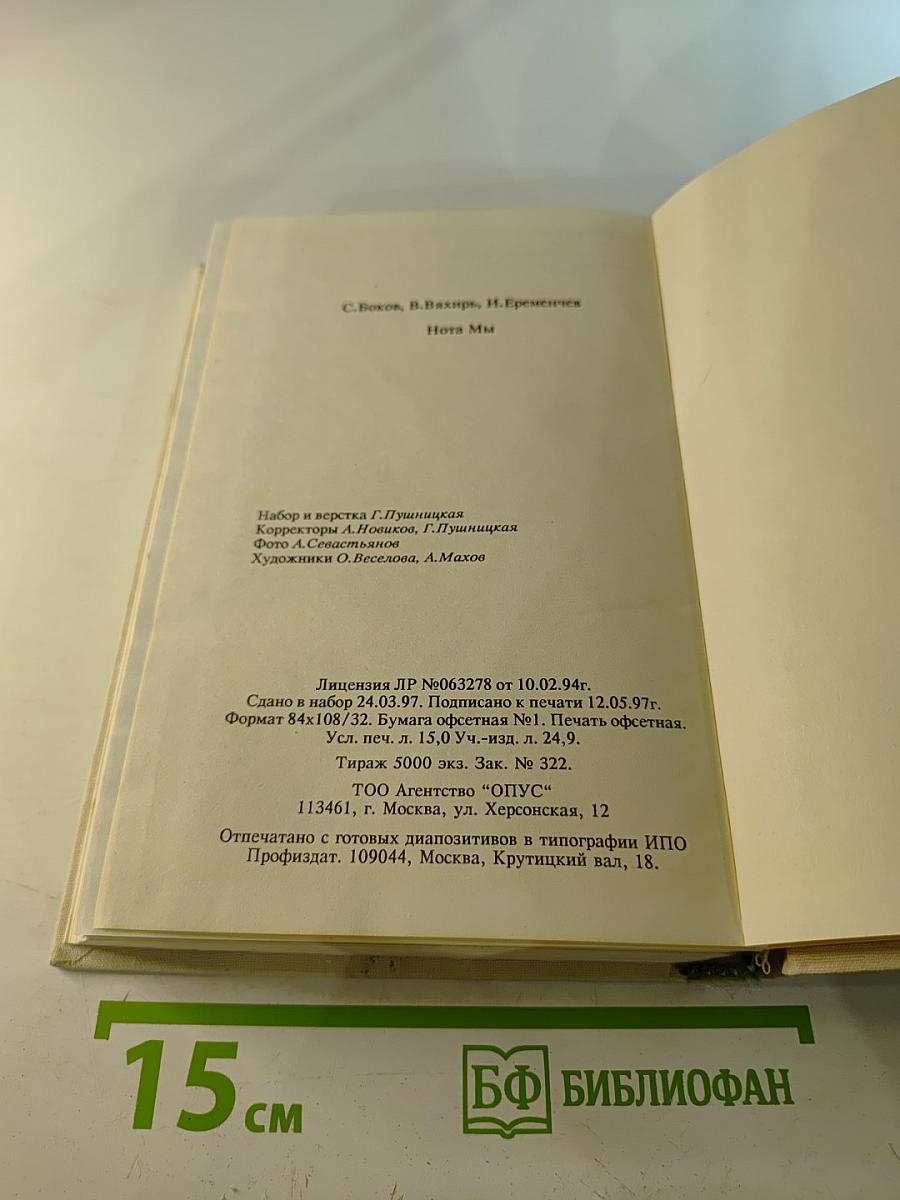 С.Боков, В.Вяхирь, И.Еременчев
Нота Мы
Набор и верстка Г.Пушницкая
Корректоры А.Новиков, Г.Пушницкая
Фото А.Севастьянов
Художники О.Веселова, А.Махов
Лицензия ЛР №063278 от 10.02.94г.
Сдано в набор 24.03.97. Подписано к печати 12.05.97г.
Формат 84х108/32. Бумага офсетная №1. Печать офсетная.
Усл. печ. л. 15,0 Уч.-изд. л. 24,9.
Тираж 5000 экз. Зак. № 322.
ТОО Агентство “ОПУС“
113461, г. Москва, ул. Херсонская, 12
Отпечатано с готовых диапозитивов в типографии ИПО
Профиздат. 109044, Москва, Крутицкий вал, 18.
15 см
БФ БИБЛИОФАН